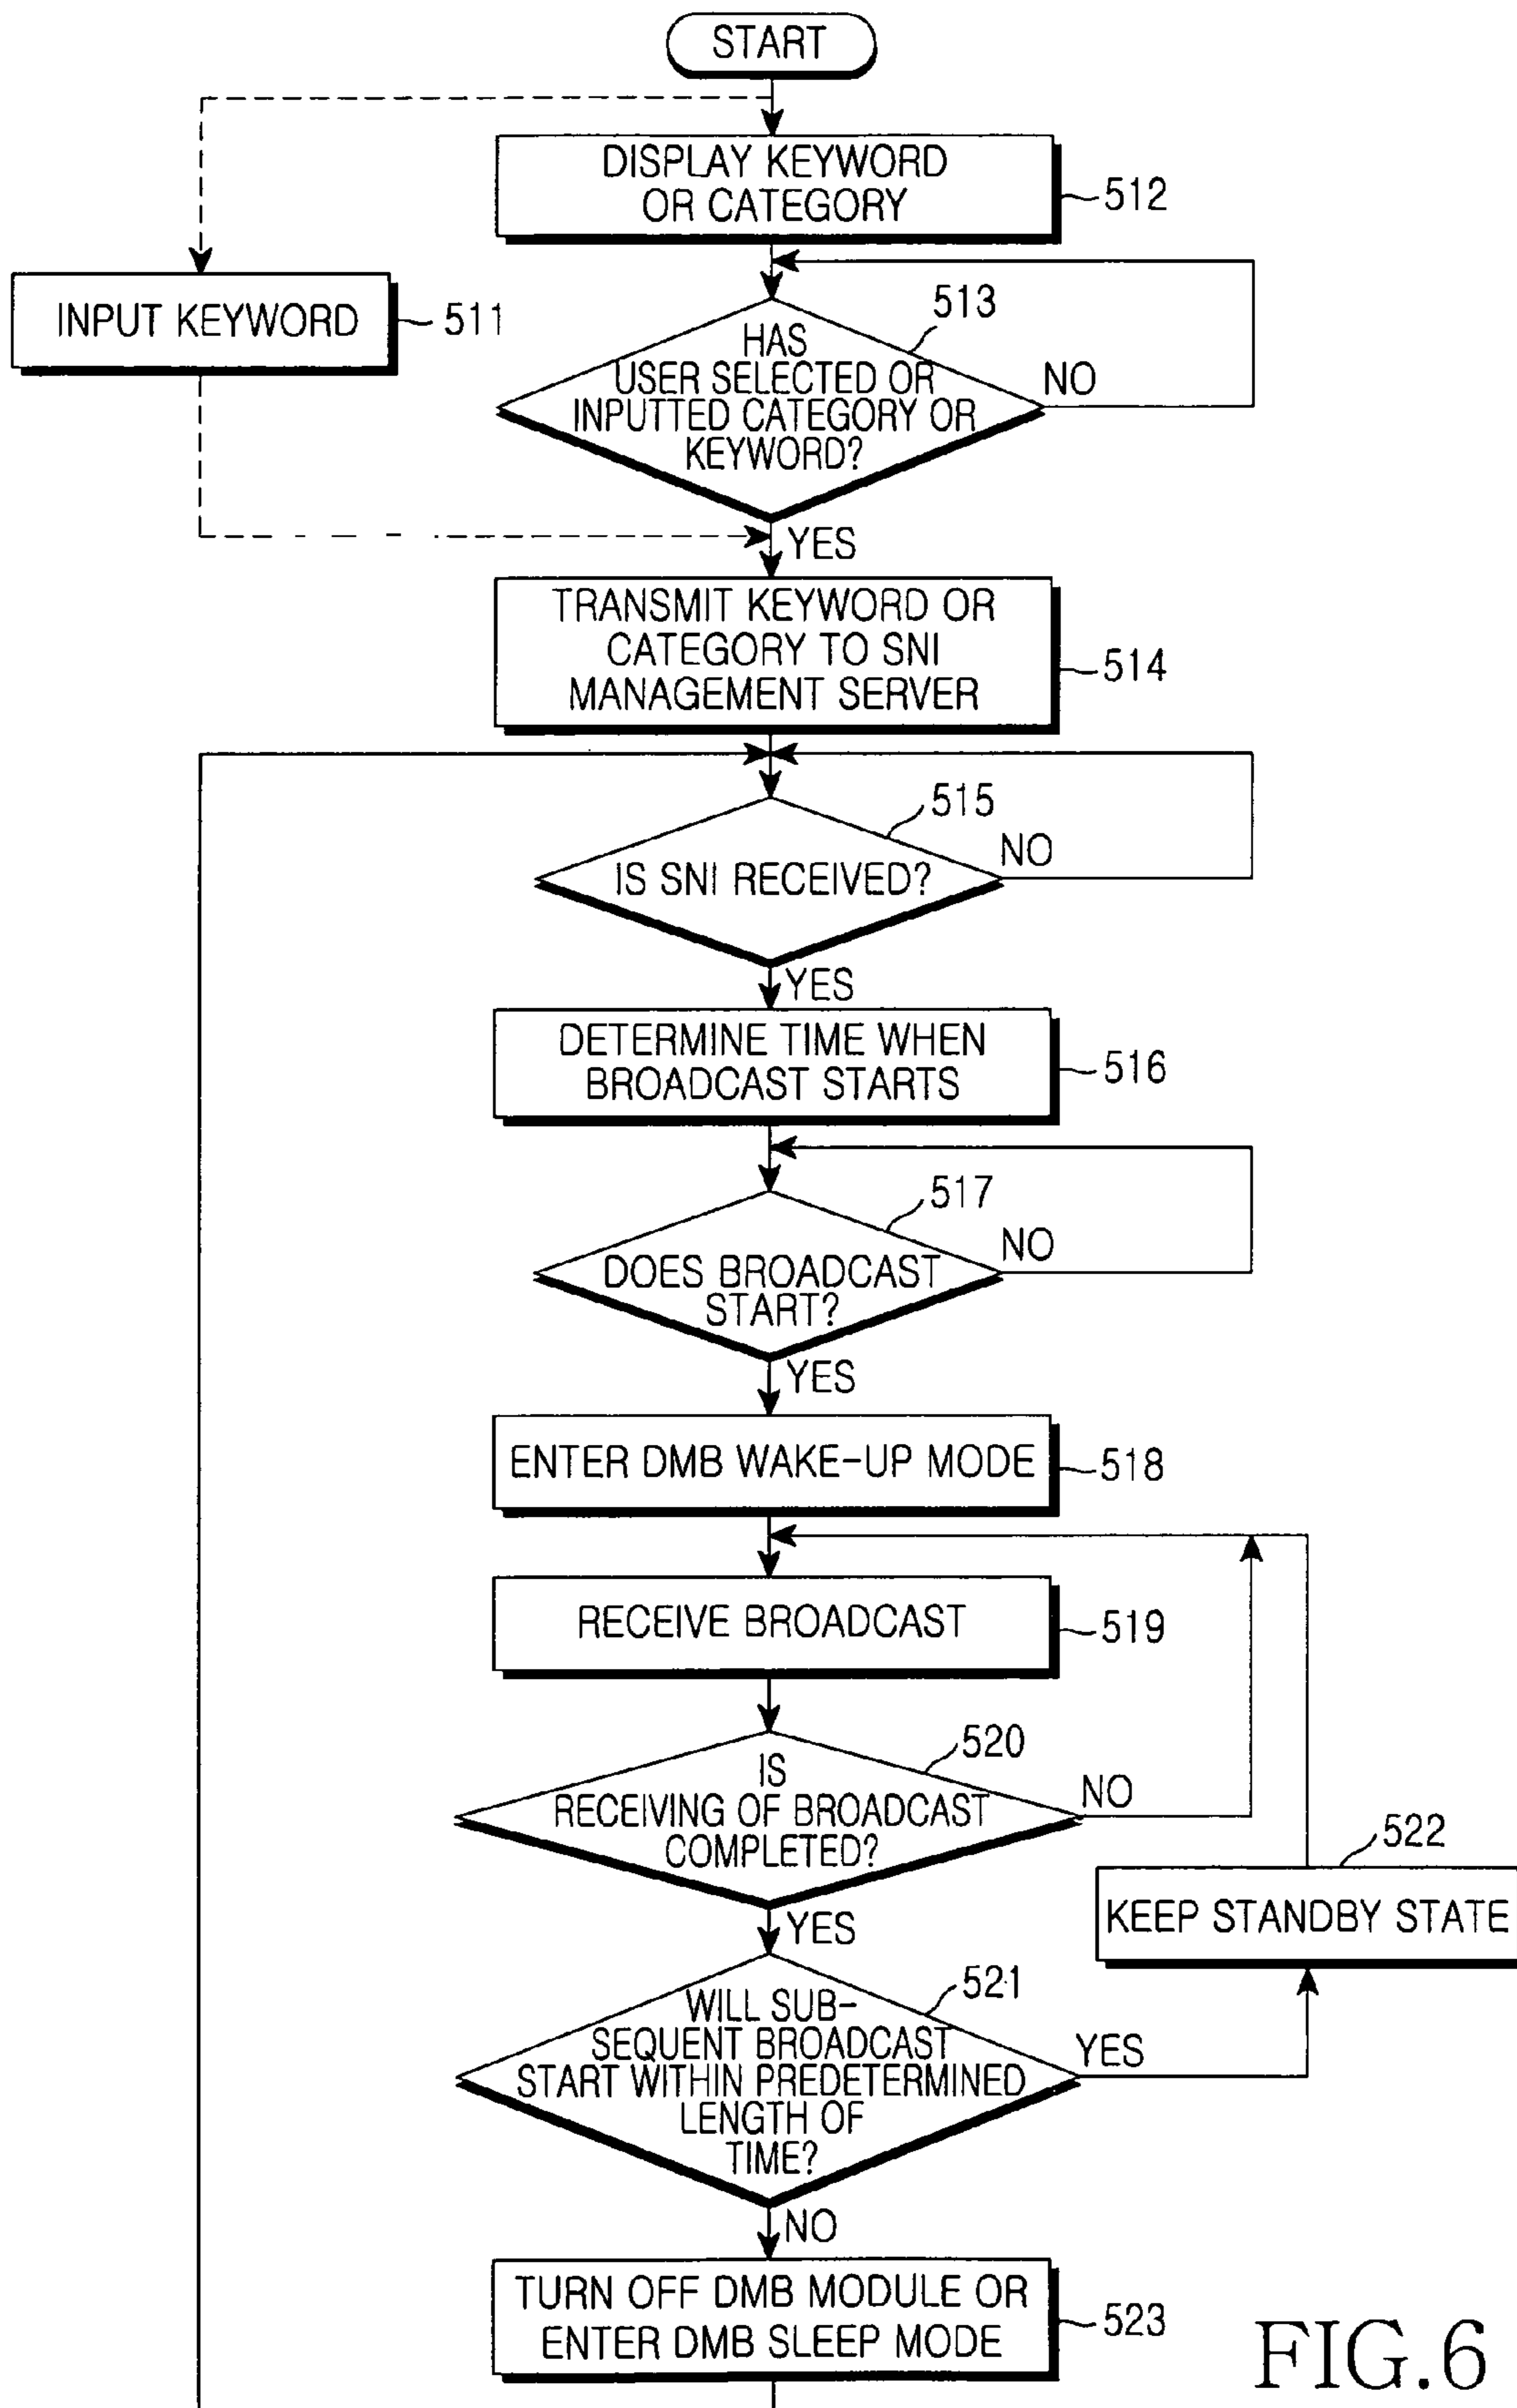 START
DISPLAY KEYWORD
OR CATEGORY
512
INPUT KEYWORD
511
513
HAS
USER SELECTED OR
INPUTTED CATEGORY OR
KEYWORD?
NO
YES
TRANSMIT KEYWORD OR
CATEGORY TO SNI
MANAGEMENT SERVER
514
515
IS SNI RECEIVED?
NO
YES
DETERMINE TIME WHEN
BROADCAST STARTS
516
517
DOES BROADCAST
START?
NO
YES
ENTER DMB WAKE-UP MODE
518
RECEIVE BROADCAST
519
520
IS
RECEIVING OF BROADCAST
COMPLETED?
NO
YES
522
KEEP STANDBY STATE
521
WILL SUB-
SEQUENT BROADCAST
START WITHIN PREDETERMINED
LENGTH OF
TIME?
YES
NO
TURN OFF DMB MODULE OR
ENTER DMB SLEEP MODE
523
FIG.6